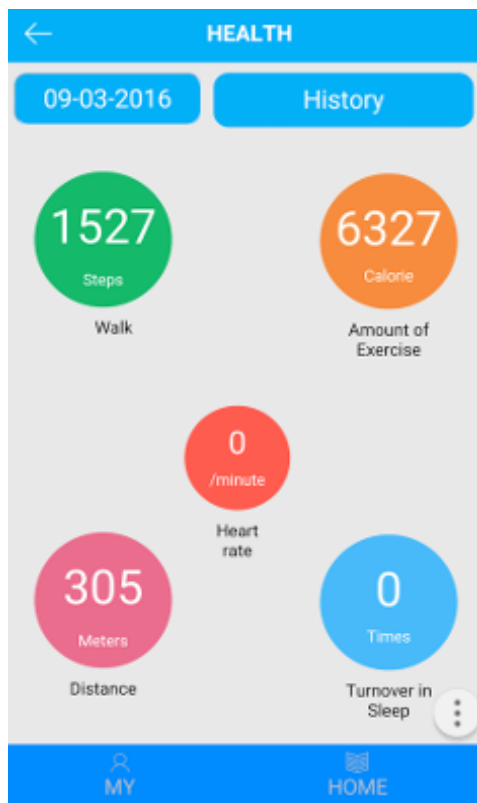 HEALTH
09-03-2016
History
1527
Steps
Walk
6327
Calorie
Amount of
Exercise
0
/minute
Heart
rate
305
Meters
Distance
0
Times
Turnover in
Sleep
MY
HOME